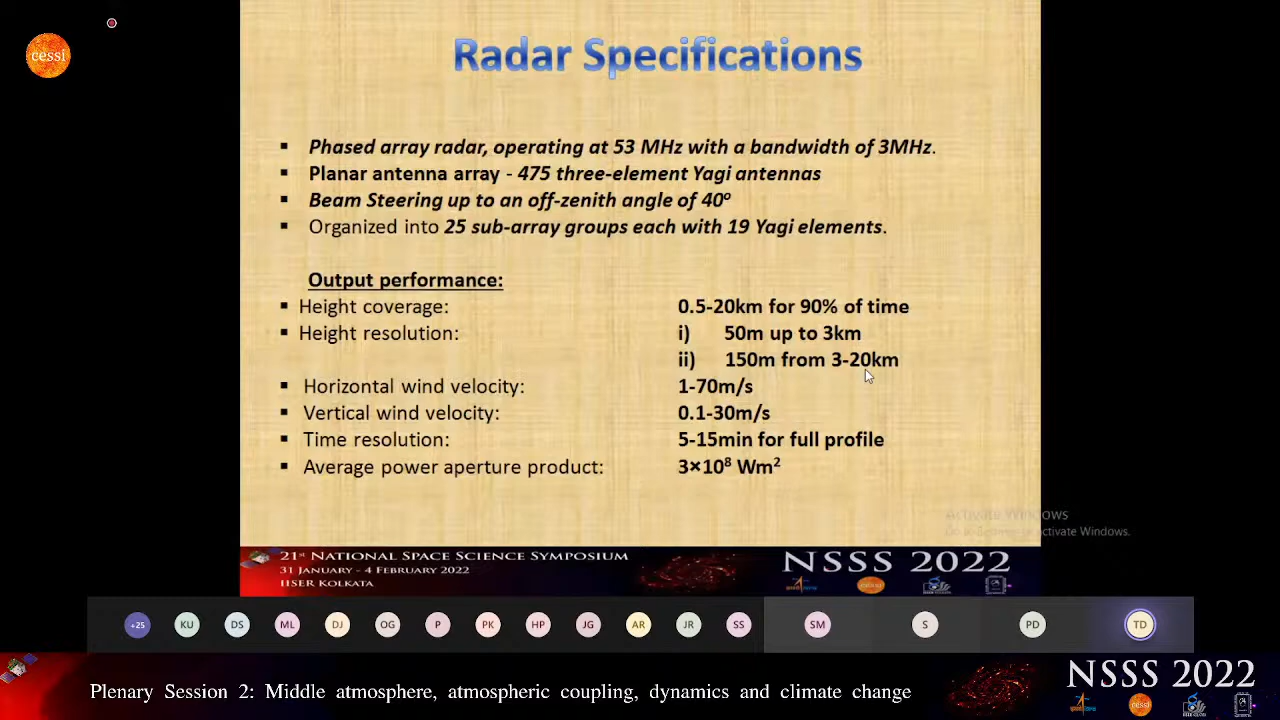 cessi
Radar Specifications
▪ Phased array radar, operating at 53 MHz with a bandwidth of 3MHz.
▪ Planar antenna array - 475 three-element Yagi antennas
▪ Beam Steering up to an off-zenith angle of 40⁰
▪ Organized into 25 sub-array groups each with 19 Yagi elements.
Output performance:
▪ Height coverage: 0.5-20km for 90% of time
▪ Height resolution: i) 50m up to 3km
ii) 150m from 3-20km
▪ Horizontal wind velocity: 1-70m/s
▪ Vertical wind velocity: 0.1-30m/s
▪ Time resolution: 5-15min for full profile
▪ Average power aperture product: 3×10⁸ Wm²
Activate Windows
Activate Windows.
21st National Space Science Symposium
31 January - 4 February 2022
IISER Kolkata
NSSS 2022
cessi
+25 KU DS ML DJ OG P PK HP JG AR JR SS SM S PD TD
Plenary Session 2: Middle atmosphere, atmospheric coupling, dynamics and climate change
NSSS 2022
cessi